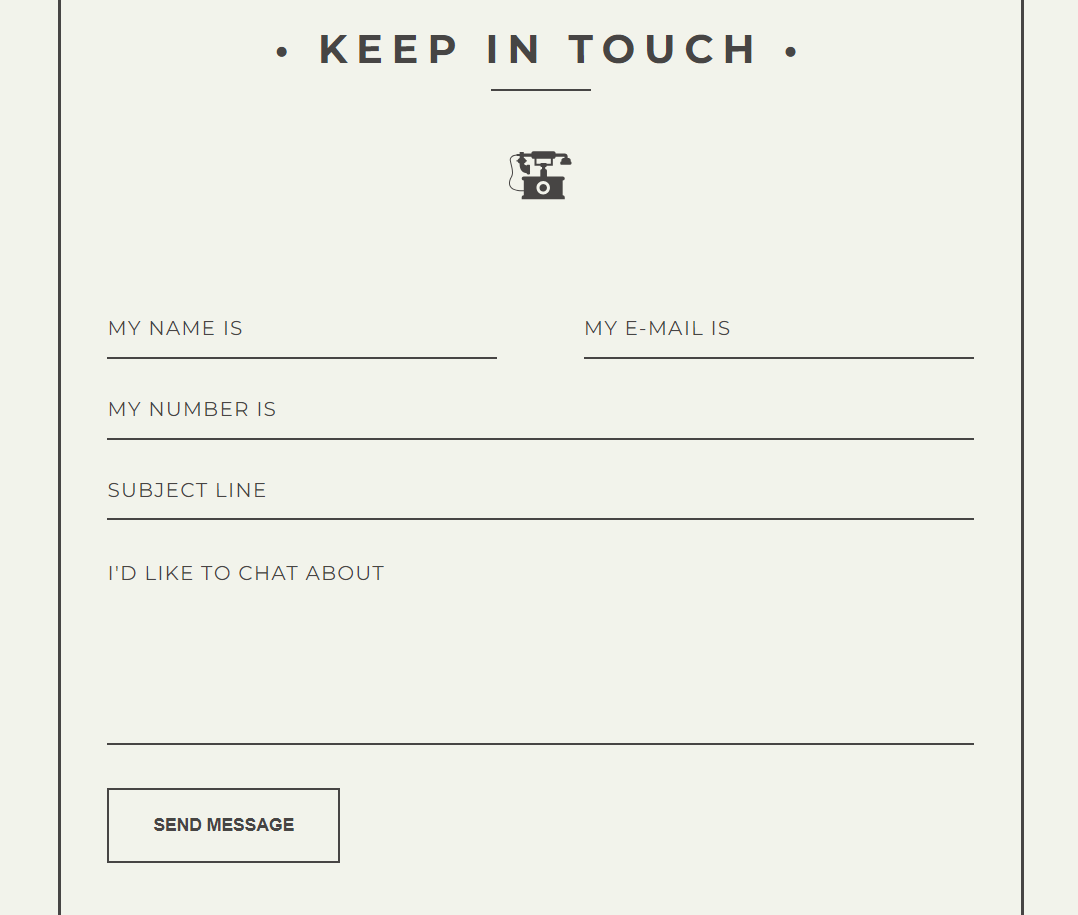 • KEEP IN TOUCH •
MY NAME IS
MY E-MAIL IS
MY NUMBER IS
SUBJECT LINE
I'D LIKE TO CHAT ABOUT
SEND MESSAGE